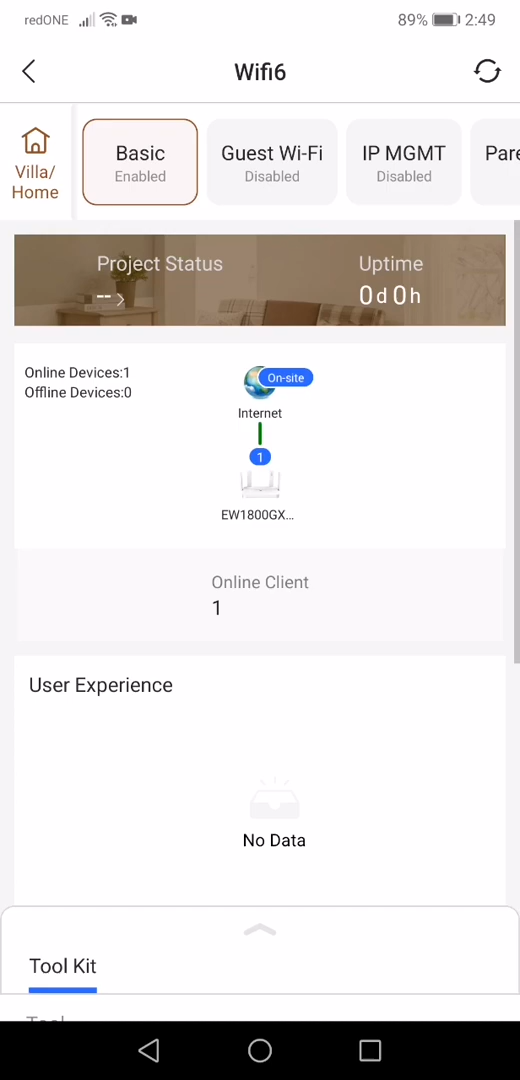 redONE
89%
2:49
Wifi6
Villa/
Home
Basic
Enabled
Guest Wi-Fi
Disabled
IP MGMT
Disabled
Pare
Project Status
--
Uptime
0d0h
Online Devices:1
Offline Devices:0
On-site
Internet
1
EW1800GX...
Online Client
1
User Experience
No Data
Tool Kit
Tool